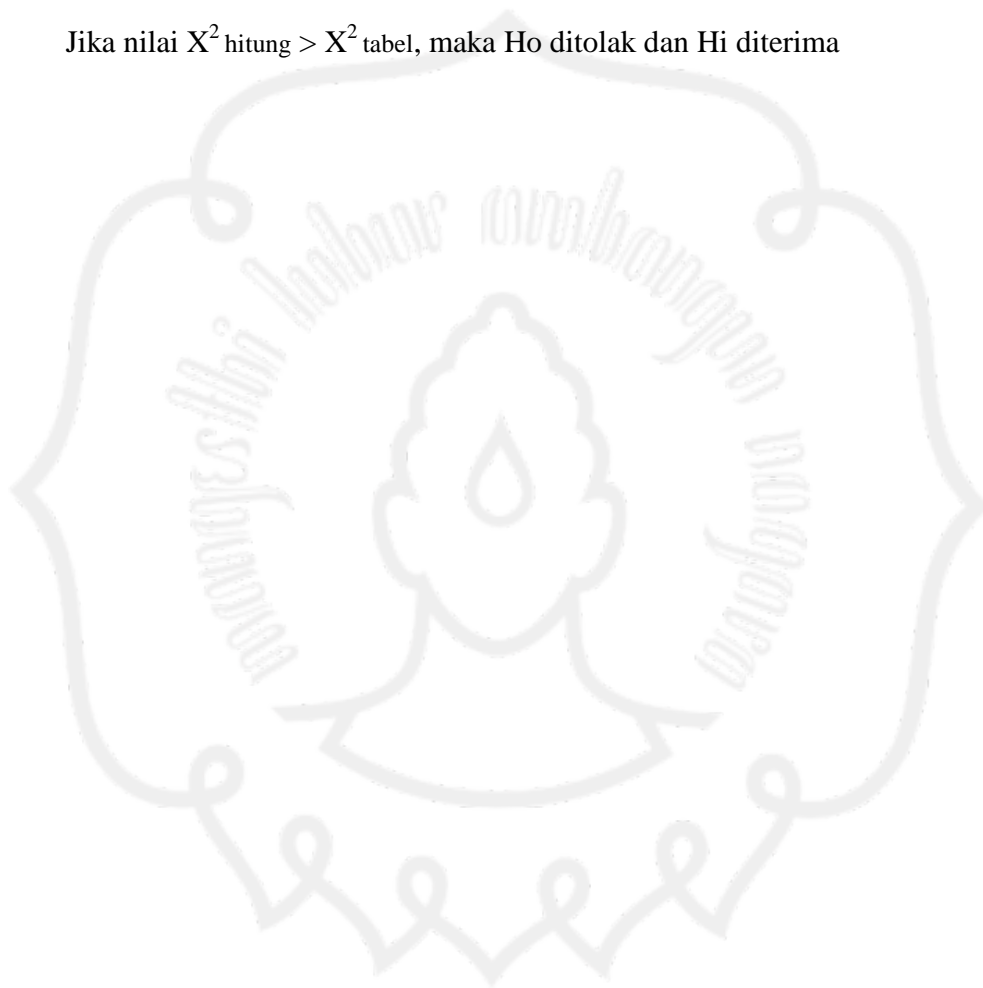 Jika nilai X² hitung > X² tabel, maka Ho ditolak dan Hi diterima